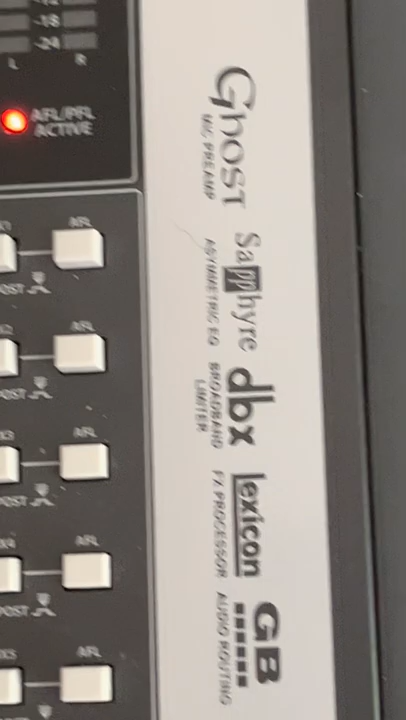 -12
-18
-24
L R
AFL/PFL
ACTIVE
AFL
POST
AFL
POST
AFL
POST
AFL
POST
AFL
Ghost
MIC PREAMP
Sapphyre
ASYMMETRIC EQ
dbx
BROADBAND
LIMITER
lexicon
FX PROCESSOR
GB
AUDIO ROUTING